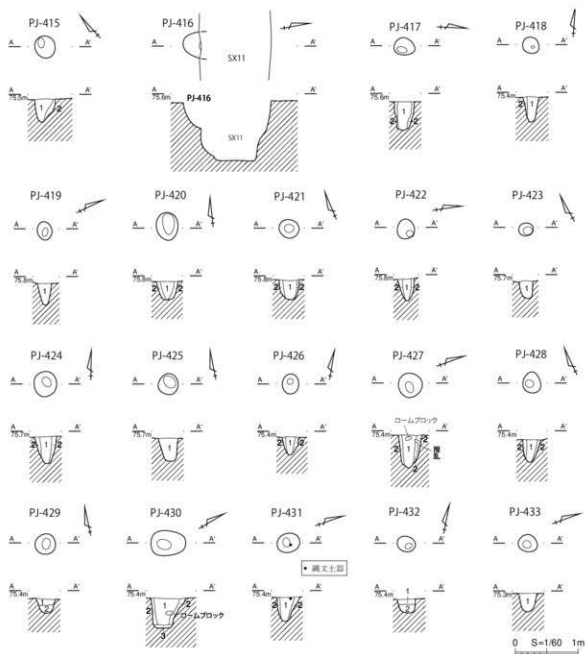 PJ-415 PJ-416 PJ-417 PJ-418
A A' A SX11 A' A A' A A'
A A' A PJ-416 A' A A' A A'
75.5m 75.6m 75.6m 75.4m
1 2 SX11 1 2 2 1 2
PJ-419 PJ-420 PJ-421 PJ-422 PJ-423
A A' A A' A A' A A' A A'
A A' A A' A A' A A' A A'
75.8m 75.8m 75.8m 75.6m 75.7m
1 2 1 2 2 1 2 2 1 2 1
PJ-424 PJ-425 PJ-426 PJ-427 PJ-428
A A' A A' A A' A A' A A'
ロームブロック
A A' A A' A A' A A' A A'
75.7m 75.7m 75.4m 75.4m 75.4m
2 1 2 1 2 1 2 2 1 2 2 撹乱 2 1 2
PJ-429 PJ-430 PJ-431 PJ-432 PJ-433
A A' A A' A A' A A' A A'
• 縄文土器
A A' A A' A A' A A' A A'
75.4m 75.4m 75.4m 75.4m 75.3m
1 2 2 1 2 ロームブロック 3 2 1 2 1 2 1
0 S=1/60 1m